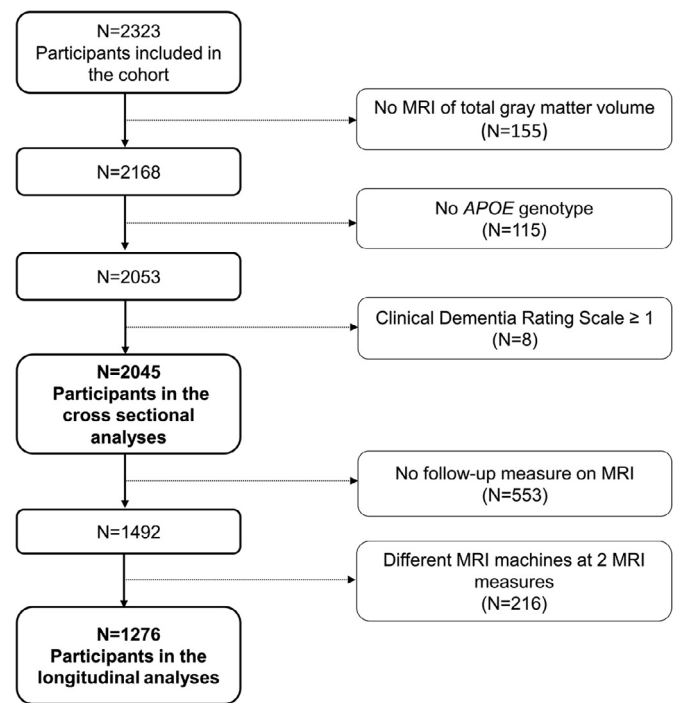 N=2323
Participants included in
the cohort
No MRI of total gray matter volume
(N=155)
N=2168
No APOE genotype
(N=115)
N=2053
Clinical Dementia Rating Scale ≥ 1
(N=8)
N=2045
Participants in the
cross sectional
analyses
No follow-up measure on MRI
(N=553)
N=1492
Different MRI machines at 2 MRI
measures
(N=216)
N=1276
Participants in the
longitudinal analyses